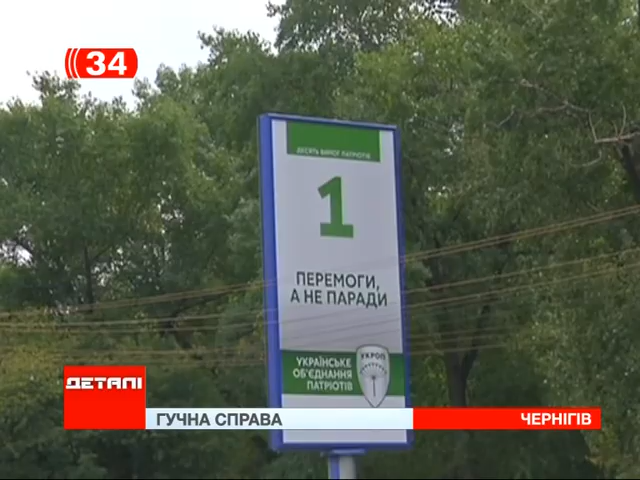 34
ДЕСЯТЬ ВИМОГ ПАТРІОТІВ
1
ПЕРЕМОГИ,
А НЕ ПАРАДИ
УКРАЇНСЬКЕ
ОБ'ЄДНАННЯ
ПАТРІОТІВ
УКРОП
ДЕТАЛІ
ГУЧНА СПРАВА
ЧЕРНІГІВ